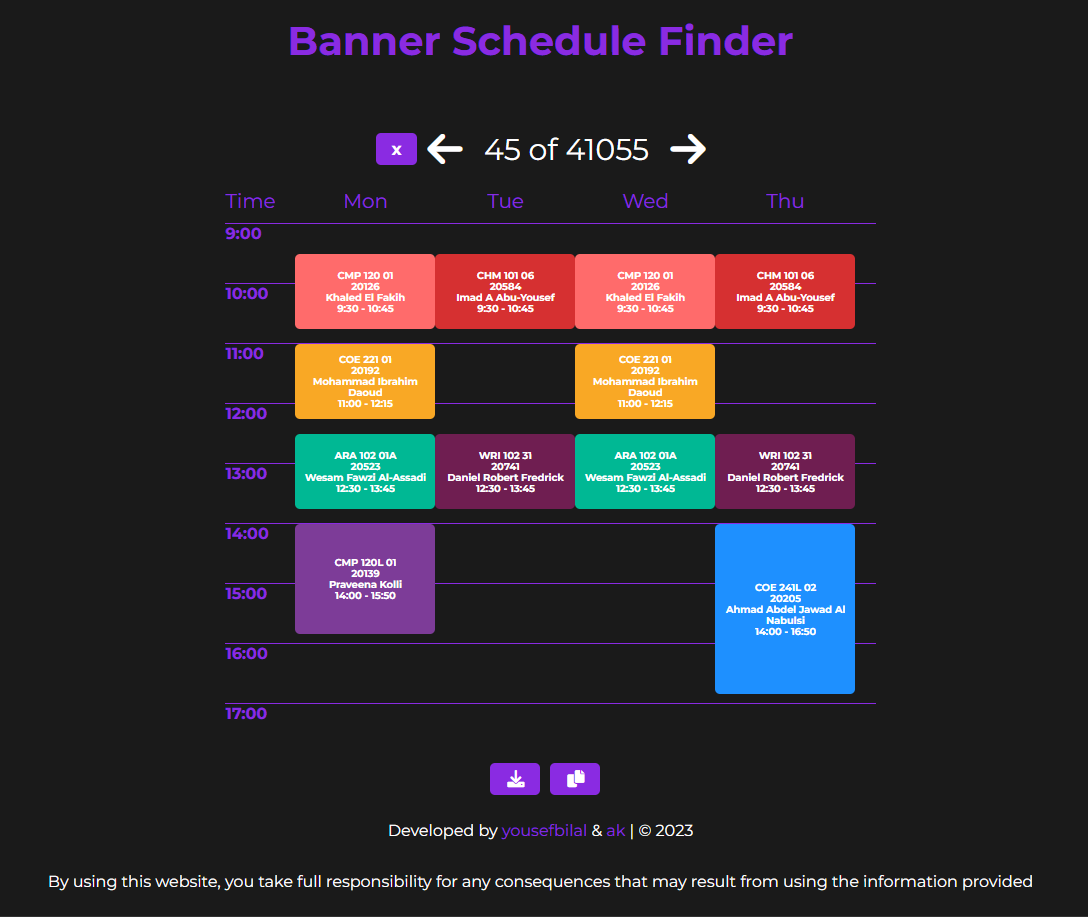 Banner Schedule Finder
x
45 of 41055
Time Mon Tue Wed Thu
9:00
CMP 120 01
20126
Khaled El Fakih
9:30 - 10:45
CHM 101 06
20584
Imad A Abu-Yousef
9:30 - 10:45
CMP 120 01
20126
Khaled El Fakih
9:30 - 10:45
CHM 101 06
20584
Imad A Abu-Yousef
9:30 - 10:45
10:00
11:00
COE 221 01
20192
Mohammad Ibrahim
Daoud
11:00 - 12:15
COE 221 01
20192
Mohammad Ibrahim
Daoud
11:00 - 12:15
12:00
ARA 102 01A
20523
Wesam Fawzi Al-Assadi
12:30 - 13:45
WRI 102 31
20741
Daniel Robert Fredrick
12:30 - 13:45
ARA 102 01A
20523
Wesam Fawzi Al-Assadi
12:30 - 13:45
WRI 102 31
20741
Daniel Robert Fredrick
12:30 - 13:45
13:00
14:00
CMP 120L 01
20139
Praveena Kolli
14:00 - 15:50
COE 241L 02
20205
Ahmad Abdel Jawad Al
Nabulsi
14:00 - 16:50
15:00
16:00
17:00
Developed by yousefbilal & ak | © 2023
By using this website, you take full responsibility for any consequences that may result from using the information provided